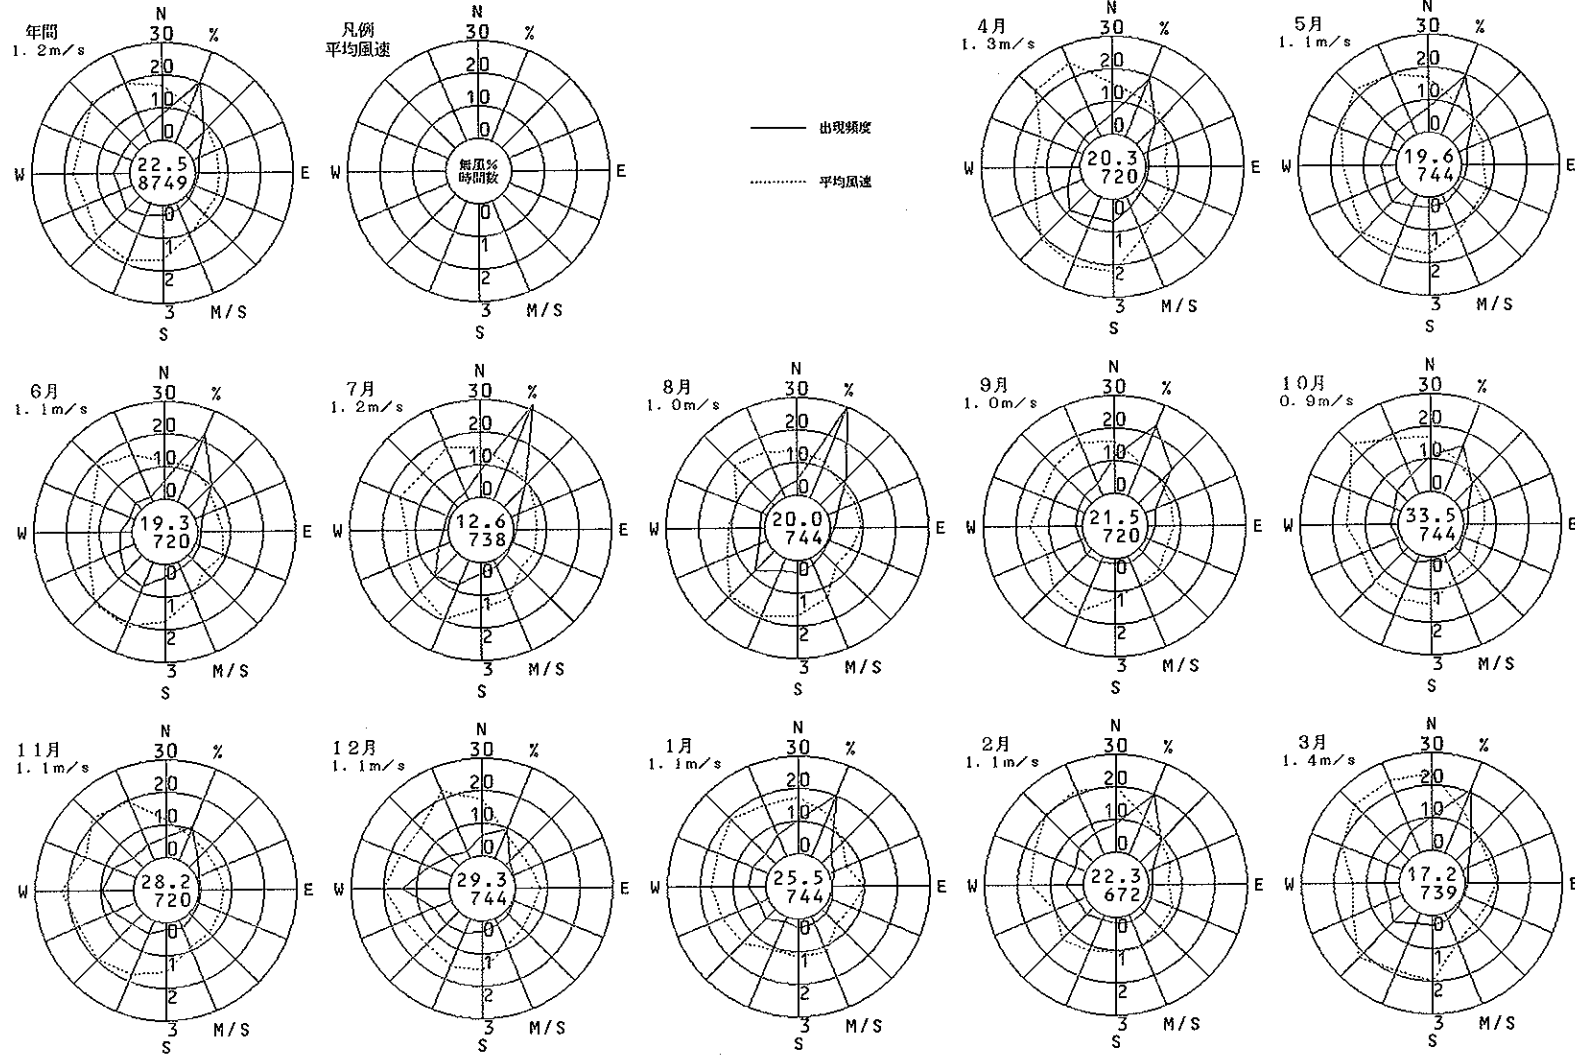 年間
1.2m/s
N
30 %
20
10
0
W
22.5
8749
E
0
1
2
3 M/S
S
凡例
平均風速
N
30 %
20
10
0
W
無風%
時間数
E
0
1
2
3 M/S
S
出現頻度
平均風速
4月
1.3m/s
N
30 %
20
10
0
W
20.3
720
E
0
1
2
3 M/S
S
5月
1.1m/s
N
30 %
20
10
0
W
19.6
744
E
0
1
2
3 M/S
S
6月
1.1m/s
N
30 %
20
10
0
W
19.3
720
E
0
1
2
3 M/S
S
7月
1.2m/s
N
30 %
20
10
0
W
12.6
738
E
0
1
2
3 M/S
S
8月
1.0m/s
N
30 %
20
10
0
W
20.0
744
E
0
1
2
3 M/S
S
9月
1.0m/s
N
30 %
20
10
0
W
21.5
720
E
0
1
2
3 M/S
S
10月
0.9m/s
N
30 %
20
10
0
W
33.5
744
E
0
1
2
3 M/S
S
11月
1.1m/s
N
30 %
20
10
0
W
28.2
720
E
0
1
2
3 M/S
S
12月
1.1m/s
N
30 %
20
10
0
W
29.3
744
E
0
1
2
3 M/S
S
1月
1.1m/s
N
30 %
20
10
0
W
25.5
744
E
0
1
2
3 M/S
S
2月
1.1m/s
N
30 %
20
10
0
W
22.3
672
E
0
1
2
3 M/S
S
3月
1.4m/s
N
30 %
20
10
0
W
17.2
739
E
0
1
2
3 M/S
S